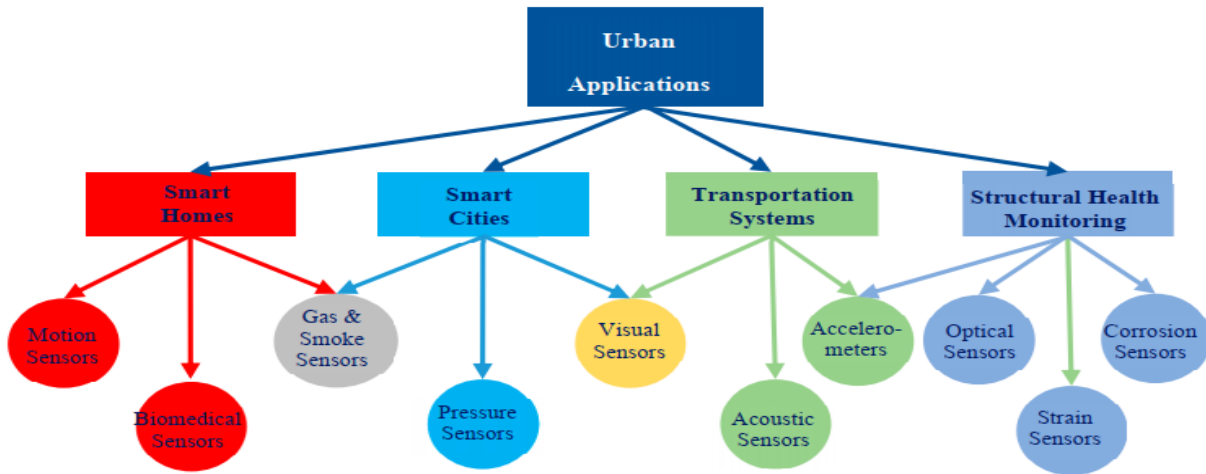 Urban
Applications
Smart
Homes
Smart
Cities
Transportation
Systems
Structural Health
Monitoring
Motion
Sensors
Biomedical
Sensors
Gas &
Smoke
Sensors
Pressure
Sensors
Visual
Sensors
Acoustic
Sensors
Accelero-
meters
Optical
Sensors
Strain
Sensors
Corrosion
Sensors